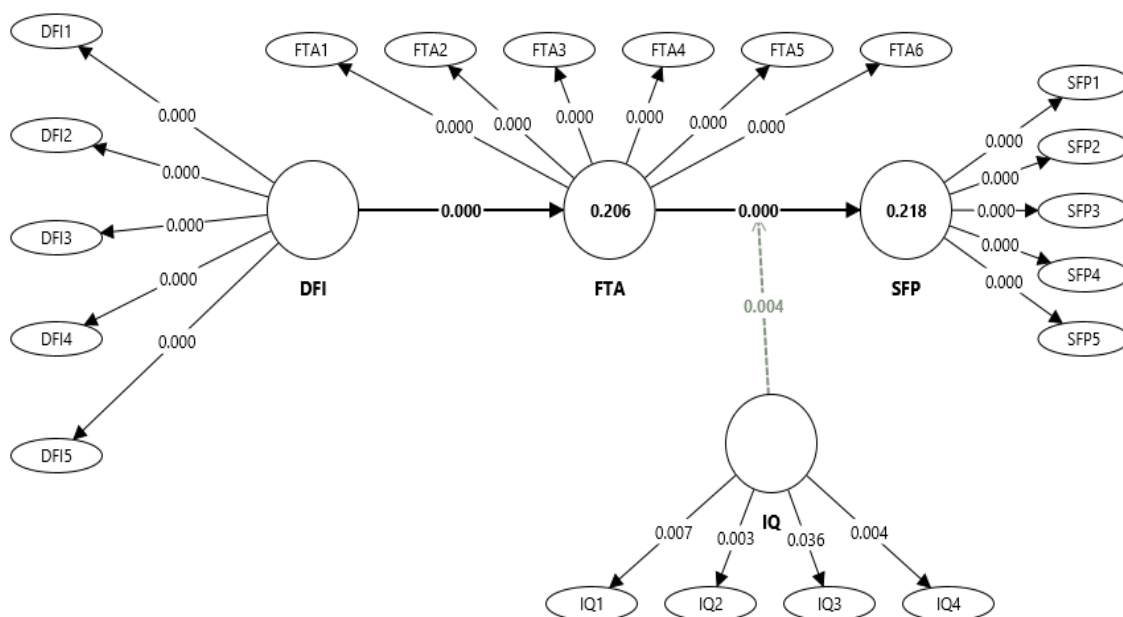 DFI1
FTA1
FTA2
FTA3
FTA4
FTA5
FTA6
SFP1
0.000
0.000
0.000
0.000
0.000
0.000
0.000
0.000
DFI2
0.000
SFP2
0.000
DFI3
0.000
0.000
0.206
0.000
0.218
0.000
SFP3
0.000
0.000
SFP4
DFI
FTA
SFP
0.000
SFP5
DFI4
0.000
0.004
DFI5
IQ
0.007
0.003
0.036
0.004
IQ1
IQ2
IQ3
IQ4